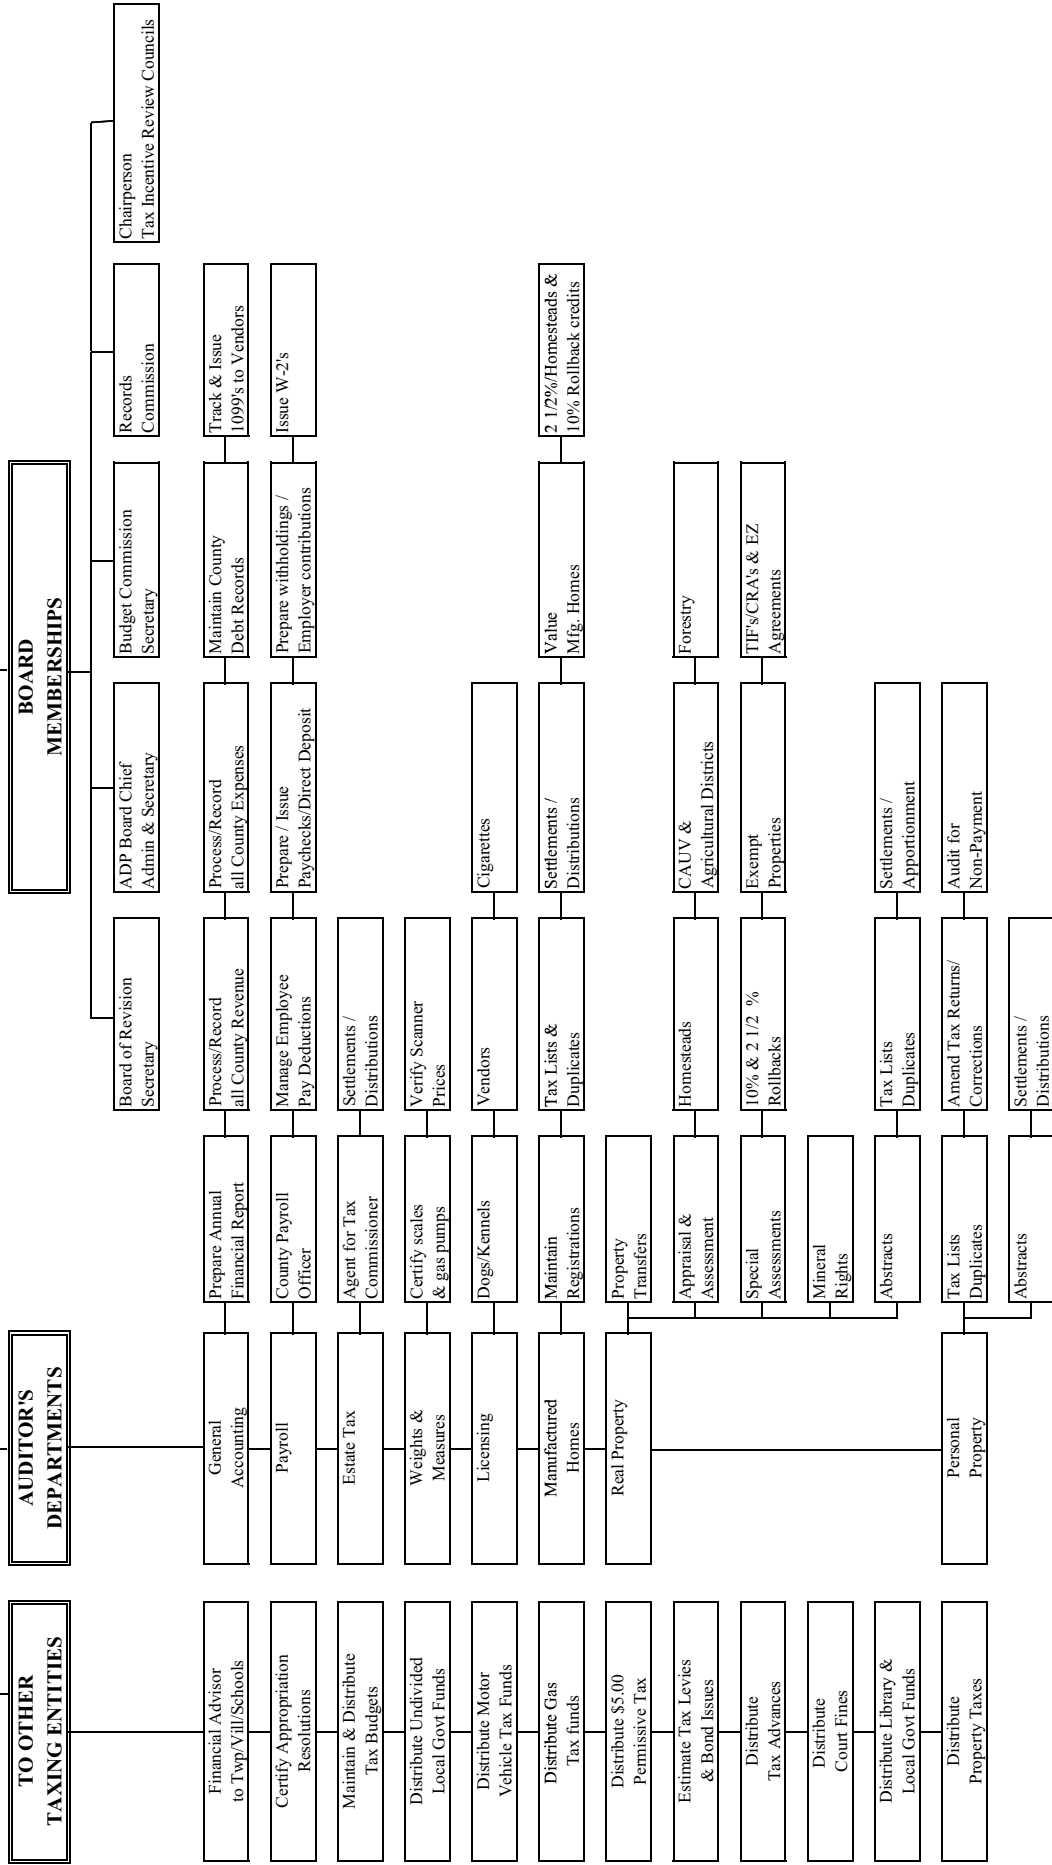 TO OTHER
TAXING ENTITIES
AUDITOR'S
DEPARTMENTS
BOARD
MEMBERSHIPS
Board of Revision
Secretary
ADP Board Chief
Admin & Secretary
Budget Commission
Secretary
Records
Commission
Chairperson
Tax Incentive Review Councils
Financial Advisor
to Twp/Vill/Schools
General
Accounting
Prepare Annual
Financial Report
Process/Record
all County Revenue
Process/Record
all County Expenses
Maintain County
Debt Records
Track & Issue
1099's to Vendors
Certify Appropriation
Resolutions
Payroll
County Payroll
Officer
Manage Employee
Pay Deductions
Prepare / Issue
Paychecks/Direct Deposit
Prepare withholdings /
Employer contributions
Issue W-2's
Maintain & Distribute
Tax Budgets
Estate Tax
Agent for Tax
Commissioner
Settlements /
Distributions
Distribute Undivided
Local Govt Funds
Weights &
Measures
Certify scales
& gas pumps
Verify Scanner
Prices
Distribute Motor
Vehicle Tax Funds
Licensing
Dogs/Kennels
Vendors
Cigarettes
Distribute Gas
Tax funds
Manufactured
Homes
Maintain
Registrations
Tax Lists &
Duplicates
Settlements /
Distributions
Value
Mfg. Homes
2 1/2%/Homesteads &
10% Rollback credits
Distribute $5.00
Permissive Tax
Real Property
Property
Transfers
Estimate Tax Levies
& Bond Issues
Appraisal &
Assessment
Homesteads
CAUV &
Agricultural Districts
Forestry
Distribute
Tax Advances
Special
Assessments
10% & 2 1/2 %
Rollbacks
Exempt
Properties
TIF's/CRA's & EZ
Agreements
Distribute
Court Fines
Mineral
Rights
Distribute Library &
Local Govt Funds
Abstracts
Tax Lists
Duplicates
Settlements /
Apportionment
Distribute
Property Taxes
Personal
Property
Tax Lists
Duplicates
Amend Tax Returns/
Corrections
Audit for
Non-Payment
Abstracts
Settlements /
Distributions